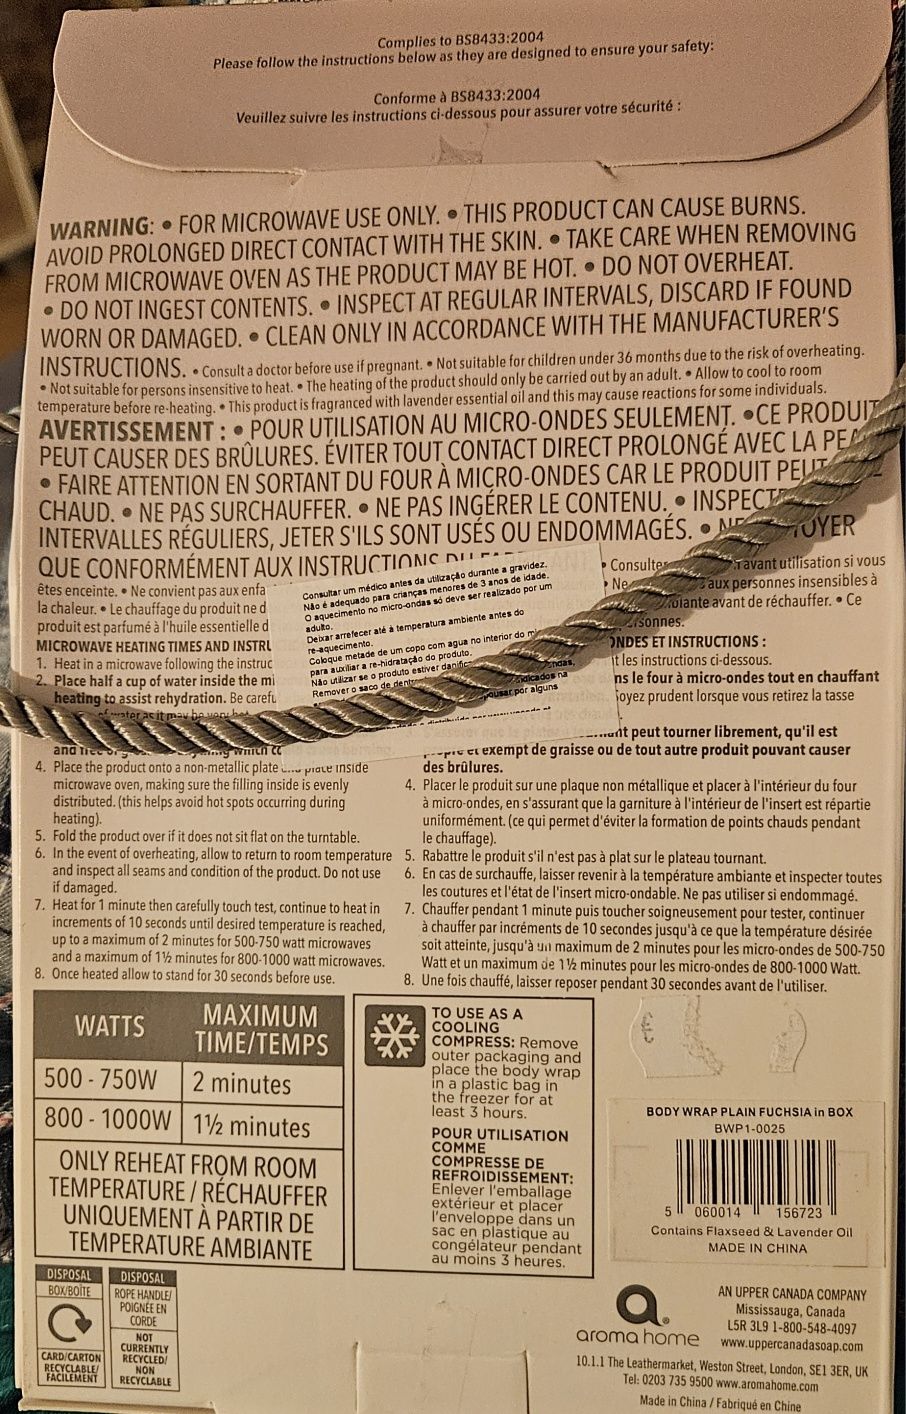 Complies to BS8433:2004
Please follow the instructions below as they are designed to ensure your safety:
Conforme à BS8433:2004
Veuillez suivre les instructions ci-dessous pour assurer votre sécurité :
WARNING: • FOR MICROWAVE USE ONLY. • THIS PRODUCT CAN CAUSE BURNS.
AVOID PROLONGED DIRECT CONTACT WITH THE SKIN. • TAKE CARE WHEN REMOVING
FROM MICROWAVE OVEN AS THE PRODUCT MAY BE HOT. • DO NOT OVERHEAT.
• DO NOT INGEST CONTENTS. • INSPECT AT REGULAR INTERVALS, DISCARD IF FOUND
WORN OR DAMAGED. • CLEAN ONLY IN ACCORDANCE WITH THE MANUFACTURER'S
INSTRUCTIONS. • Consult a doctor before use if pregnant. • Not suitable for children under 36 months due to the risk of overheating.
• Not suitable for persons insensitive to heat. • The heating of the product should only be carried out by an adult. • Allow to cool to room
temperature before re-heating. • This product is fragranced with lavender essential oil and this may cause reactions for some individuals.
AVERTISSEMENT : • POUR UTILISATION AU MICRO-ONDES SEULEMENT. •CE PRODUIT
PEUT CAUSER DES BRÛLURES. ÉVITER TOUT CONTACT DIRECT PROLONGÉ AVEC LA
• FAIRE ATTENTION EN SORTANT DU FOUR À MICRO-ONDES CAR LE PRODUIT
CHAUD. • NE PAS SURCHAUFFER. • NE PAS INGÉRER LE CONTENU. •
INTERVALLES RÉGULIERS, JETER S'ILS SONT USÉS OU ENDOMMAGÉS. •
QUE CONFORMÉMENT AUX INSTRUCTIONS
êtes enceinte. • Ne convient pas aux
la chaleur. • Le chauffage du produit ne
produit est parfumé à l'huile essentielle
avant utilisation si vous
aux personnes insensibles à
avant de réchauffer. • Ce
Consultar um médico antes da utilização durante a gravidez.
Não é adequado para crianças menores de 3 anos de idade.
O aquecimento no micro-ondas só deve ser realizado por um
adulto.
Deixar arrefecer até à temperatura ambiente antes do
re-aquecimento.
Coloque metade de um copo com agua no interior do
para auxiliar a re-hidratação do produto.
Não utilizar se o produto estiver
Remover o saco
por alguns
MICROWAVE HEATING TIMES AND
1. Heat in a microwave following the
2. Place half a cup of water inside the
heating to assist rehydration. Be
4. Place the product onto a non-metallic plate and place inside
microwave oven, making sure the filling inside is evenly
distributed. (this helps avoid hot spots occurring during
heating).
5. Fold the product over if it does not sit flat on the turntable.
6. In the event of overheating, allow to return to room temperature
and inspect all seams and condition of the product. Do not use
if damaged.
7. Heat for 1 minute then carefully touch test, continue to heat in
increments of 10 seconds until desired temperature is reached,
up to a maximum of 2 minutes for 500-750 watt microwaves
and a maximum of 1½ minutes for 800-1000 watt microwaves.
8. Once heated allow to stand for 30 seconds before use.
ET INSTRUCTIONS :
les instructions ci-dessous.
le four à micro-ondes tout en chauffant
Soyez prudent lorsque vous retirez la tasse
peut tourner librement, qu'il est
et exempt de graisse ou de tout autre produit pouvant causer
des brûlures.
4. Placer le produit sur une plaque non métallique et placer à l'intérieur du four
à micro-ondes, en s'assurant que la garniture à l'intérieur de l'insert est répartie
uniformément. (ce qui permet d'éviter la formation de points chauds pendant
le chauffage).
5. Rabattre le produit s'il n'est pas à plat sur le plateau tournant.
6. En cas de surchauffe, laisser revenir à la température ambiante et inspecter toutes
les coutures et l'état de l'insert micro-ondable. Ne pas utiliser si endommagé.
7. Chauffer pendant 1 minute puis toucher soigneusement pour tester, continuer
à chauffer par incréments de 10 secondes jusqu'à ce que la température désirée
soit atteinte, jusqu'à un maximum de 2 minutes pour les micro-ondes de 500-750
Watt et un maximum de 1½ minutes pour les micro-ondes de 800-1000 Watt.
8. Une fois chauffé, laisser reposer pendant 30 secondes avant de l'utiliser.
WATTS MAXIMUM TIME/TEMPS
500 - 750W 2 minutes
800 - 1000W 1½ minutes
ONLY REHEAT FROM ROOM
TEMPERATURE / RÉCHAUFFER
UNIQUEMENT À PARTIR DE
TEMPERATURE AMBIANTE
TO USE AS A
COOLING
COMPRESS: Remove
outer packaging and
place the body wrap
in a plastic bag in
the freezer for at
least 3 hours.
POUR UTILISATION
COMME
COMPRESSE DE
REFROIDISSEMENT:
Enlever l'emballage
extérieur et placer
l'enveloppe dans un
sac en plastique au
congélateur pendant
au moins 3 heures.
BODY WRAP PLAIN FUCHSIA in BOX
BWP1-0025
5 060014 156723
Contains Flaxseed & Lavender Oil
MADE IN CHINA
DISPOSAL
BOX/BOÎTE
CARD/CARTON
RECYCLABLE/
FACILEMENT
DISPOSAL
ROPE HANDLE/
POIGNÉE EN
CORDE
NOT
CURRENTLY
RECYCLED/
NON
RECYCLABLE
aroma home
AN UPPER CANADA COMPANY
Mississauga, Canada
L5R 3L9 1-800-548-4097
www.uppercanadasoap.com
10.1.1 The Leathermarket, Weston Street, London, SE1 3ER, UK
Tel: 0203 735 9500 www.aromahome.com
Made in China / Fabriqué en Chine